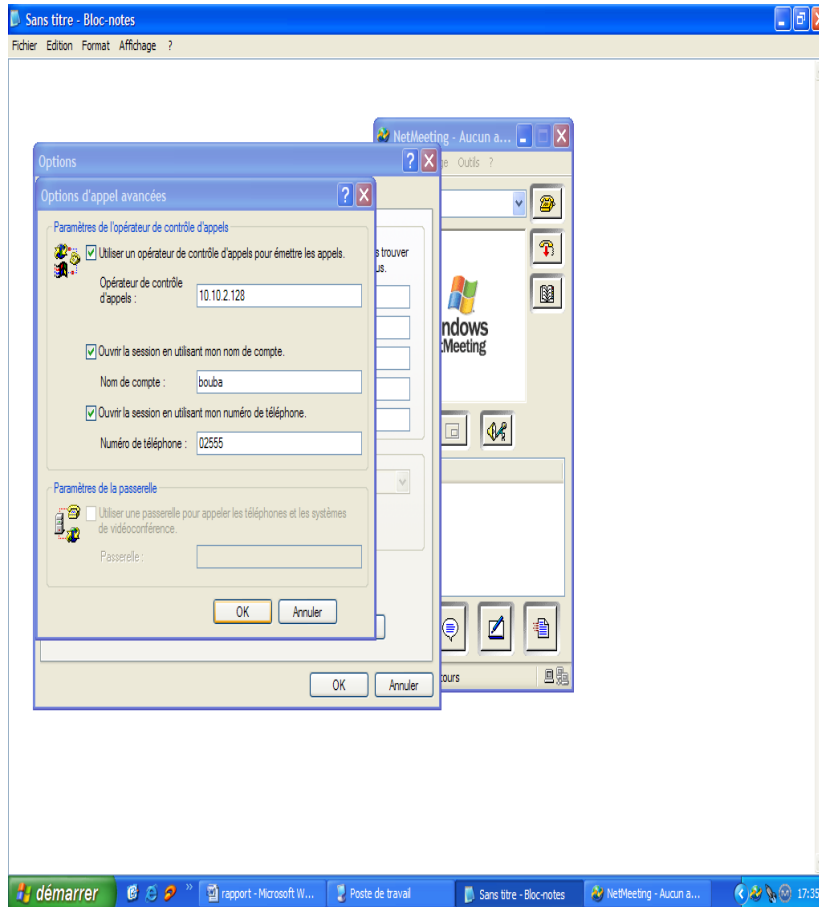 Sans titre - Bloc-notes
Fichier Edition Format Affichage ?
NetMeeting - Aucun a...
Outils ?
Options
Options d'appel avancées
Paramètres de l'opérateur de contrôle d'appels
Utiliser un opérateur de contrôle d'appels pour émettre les appels.
Opérateur de contrôle
d'appels :
10.10.2.128
Ouvrir la session en utilisant mon nom de compte.
Nom de compte :
bouba
Ouvrir la session en utilisant mon numéro de téléphone.
Numéro de téléphone :
02555
Paramètres de la passerelle
Utiliser une passerelle pour appeler les téléphones et les systèmes
de vidéoconférence.
Passerelle :
OK Annuler
trouver
OK Annuler
ndows
Meeting
démarrer
rapport - Microsoft W...
Poste de travail
Sans titre - Bloc-notes
NetMeeting - Aucun a...
17:35